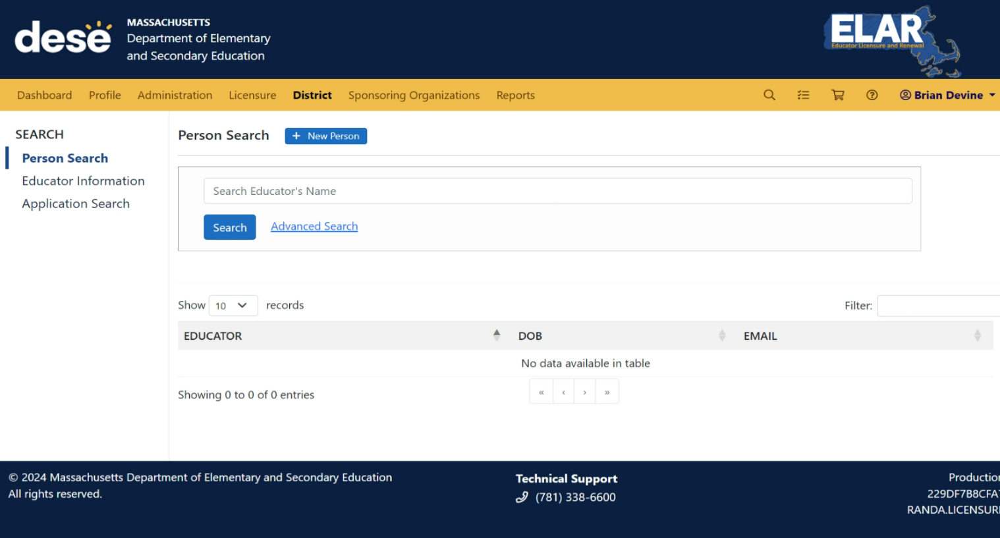 dese
MASSACHUSETTS
Department of Elementary
and Secondary Education
ELAR
Educator Licensure and Renewal
Dashboard Profile Administration Licensure District Sponsoring Organizations Reports Brian Devine
SEARCH
Person Search
Educator Information
Application Search
Person Search + New Person
Search Educator's Name
Search Advanced Search
Show 10 records Filter:
EDUCATOR DOB EMAIL
No data available in table
Showing 0 to 0 of 0 entries « ‹ › »
© 2024 Massachusetts Department of Elementary and Secondary Education
All rights reserved.
Technical Support
(781) 338-6600
Production
229DF7B8CFA
RANDA.LICENSUR